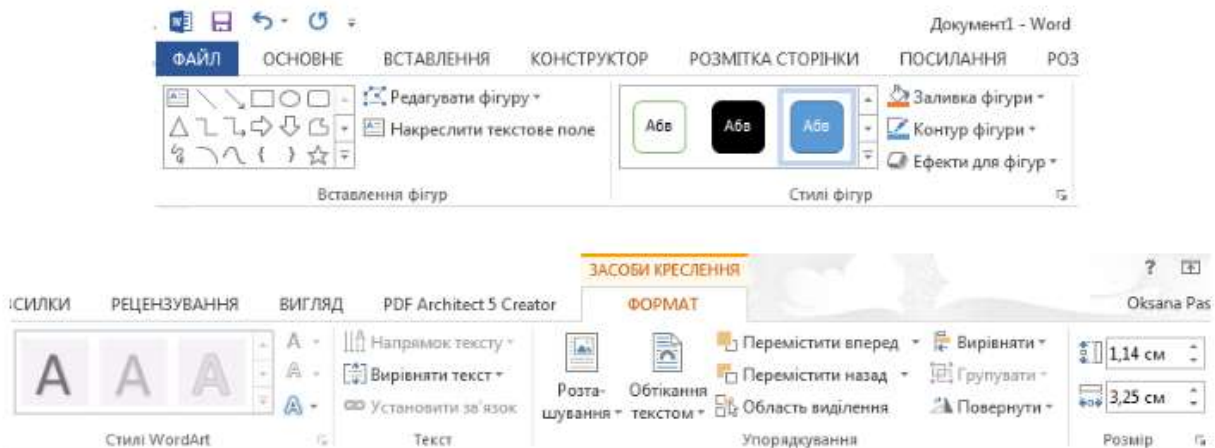 Документ1 - Word
ФАЙЛ ОСНОВНЕ ВСТАВЛЕННЯ КОНСТРУКТОР РОЗМІТКА СТОРІНКИ ПОСИЛАННЯ РОЗ
Редагувати фігуру
Накреслити текстове поле
Абв Абв Абв
Заливка фігури
Контур фігури
Ефекти для фігур
Вставлення фігур Стилі фігур
ЗАСОБИ КРЕСЛЕННЯ ?
СИЛКИ РЕЦЕНЗУВАННЯ ВИГЛЯД PDF Architect 5 Creator ФОРМАТ Oksana Pas
A A A
A
A
A
Напрямок тексту
Вирівняти текст
Установити зв'язок
Розта-
шування
Обтікання
текстом
Перемістити вперед
Перемістити назад
Область виділення
Вирівняти
Групувати
Повернути
1,14 см
3,25 см
Стилі WordArt Текст Упорядкування Розмір